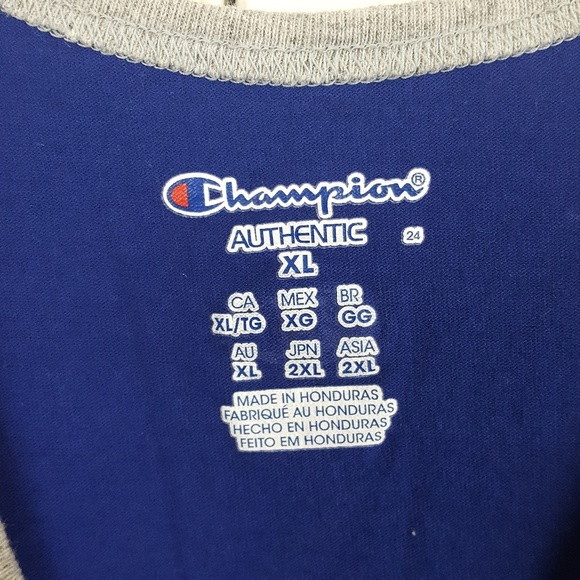 Champion®
AUTHENTIC 24
XL
CA MEX BR
XL/TG XG GG
AU JPN ASIA
XL 2XL 2XL
MADE IN HONDURAS
FABRIQUÉ AU HONDURAS
HECHO EN HONDURAS
FEITO EM HONDURAS